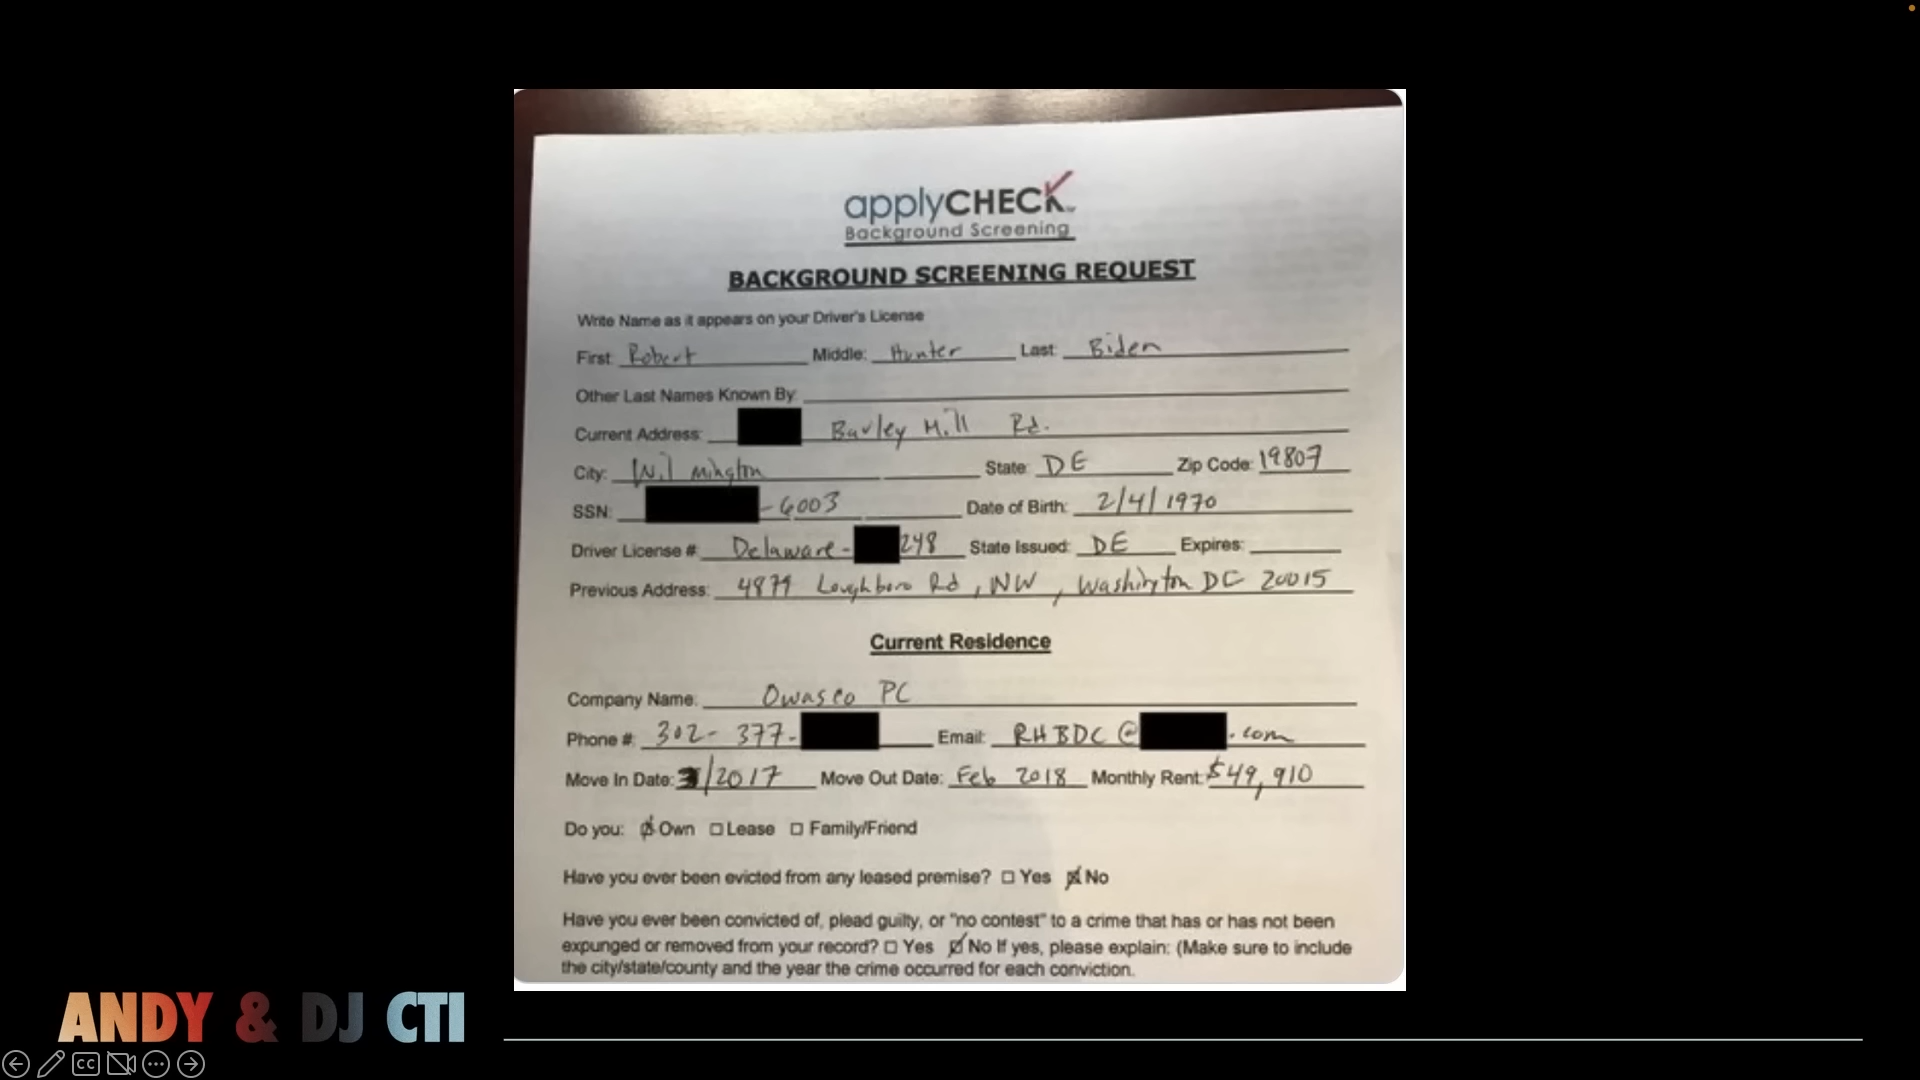 applyCHECK
Background Screening
BACKGROUND SCREENING REQUEST
Write Name as it appears on your Driver's License
First: Robert Middle: Hunter Last: Biden
Other Last Names Known By:
Current Address: Barley Mill Rd.
City: Wilmington State: DE Zip Code: 19807
SSN: -6003 Date of Birth: 2/4/1970
Driver License #: Delaware- 248 State Issued: DE Expires:
Previous Address: 4879 Loughboro Rd, NW, Washington DC 20015
Current Residence
Company Name: Owasco PC
Phone #: 302-377- Email: RHBDC@ .com
Move In Date: 3/2017 Move Out Date: Feb 2018 Monthly Rent: $49,910
Do you: Own Lease Family/Friend
Have you ever been evicted from any leased premise? Yes No
Have you ever been convicted of, plead guilty, or "no contest" to a crime that has or has not been
expunged or removed from your record? Yes No If yes, please explain: (Make sure to include
the city/state/county and the year the crime occurred for each conviction.
ANDY & DJ CTI
CC